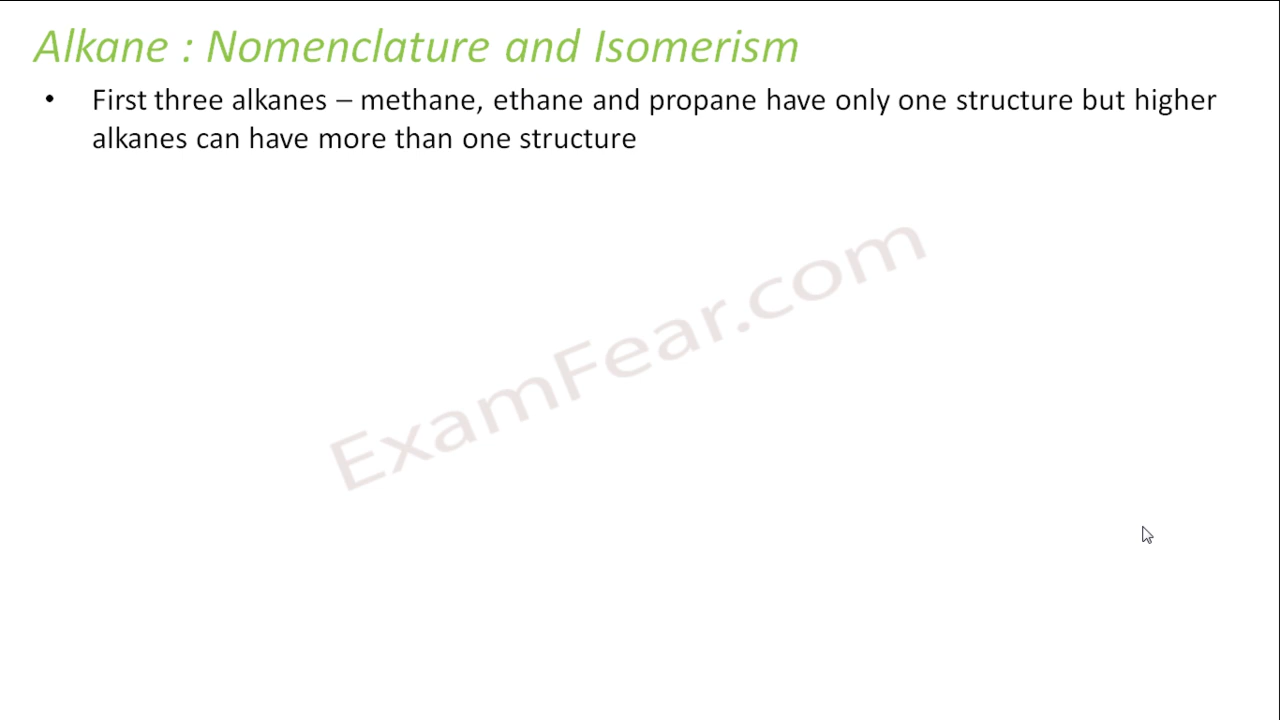 Alkane : Nomenclature and Isomerism
• First three alkanes – methane, ethane and propane have only one structure but higher
alkanes can have more than one structure
ExamFear.com